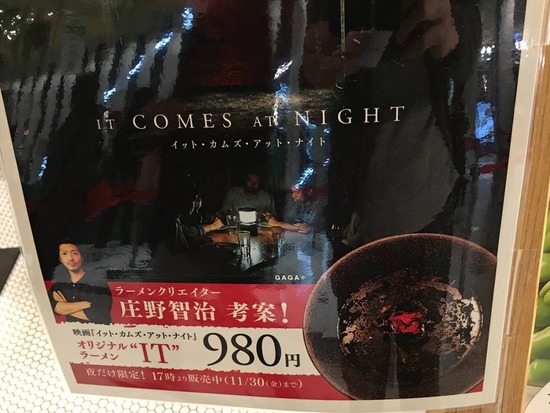 IT COMES AT NIGHT
イット・カムズ・アット・ナイト
GAGA+
ラーメンクリエイター
庄野智治 考案!
映画「イット・カムズ・アット・ナイト」
オリジナル“IT”
ラーメン
980円
夜だけ限定! 17時より販売中(11/30(金)まで)